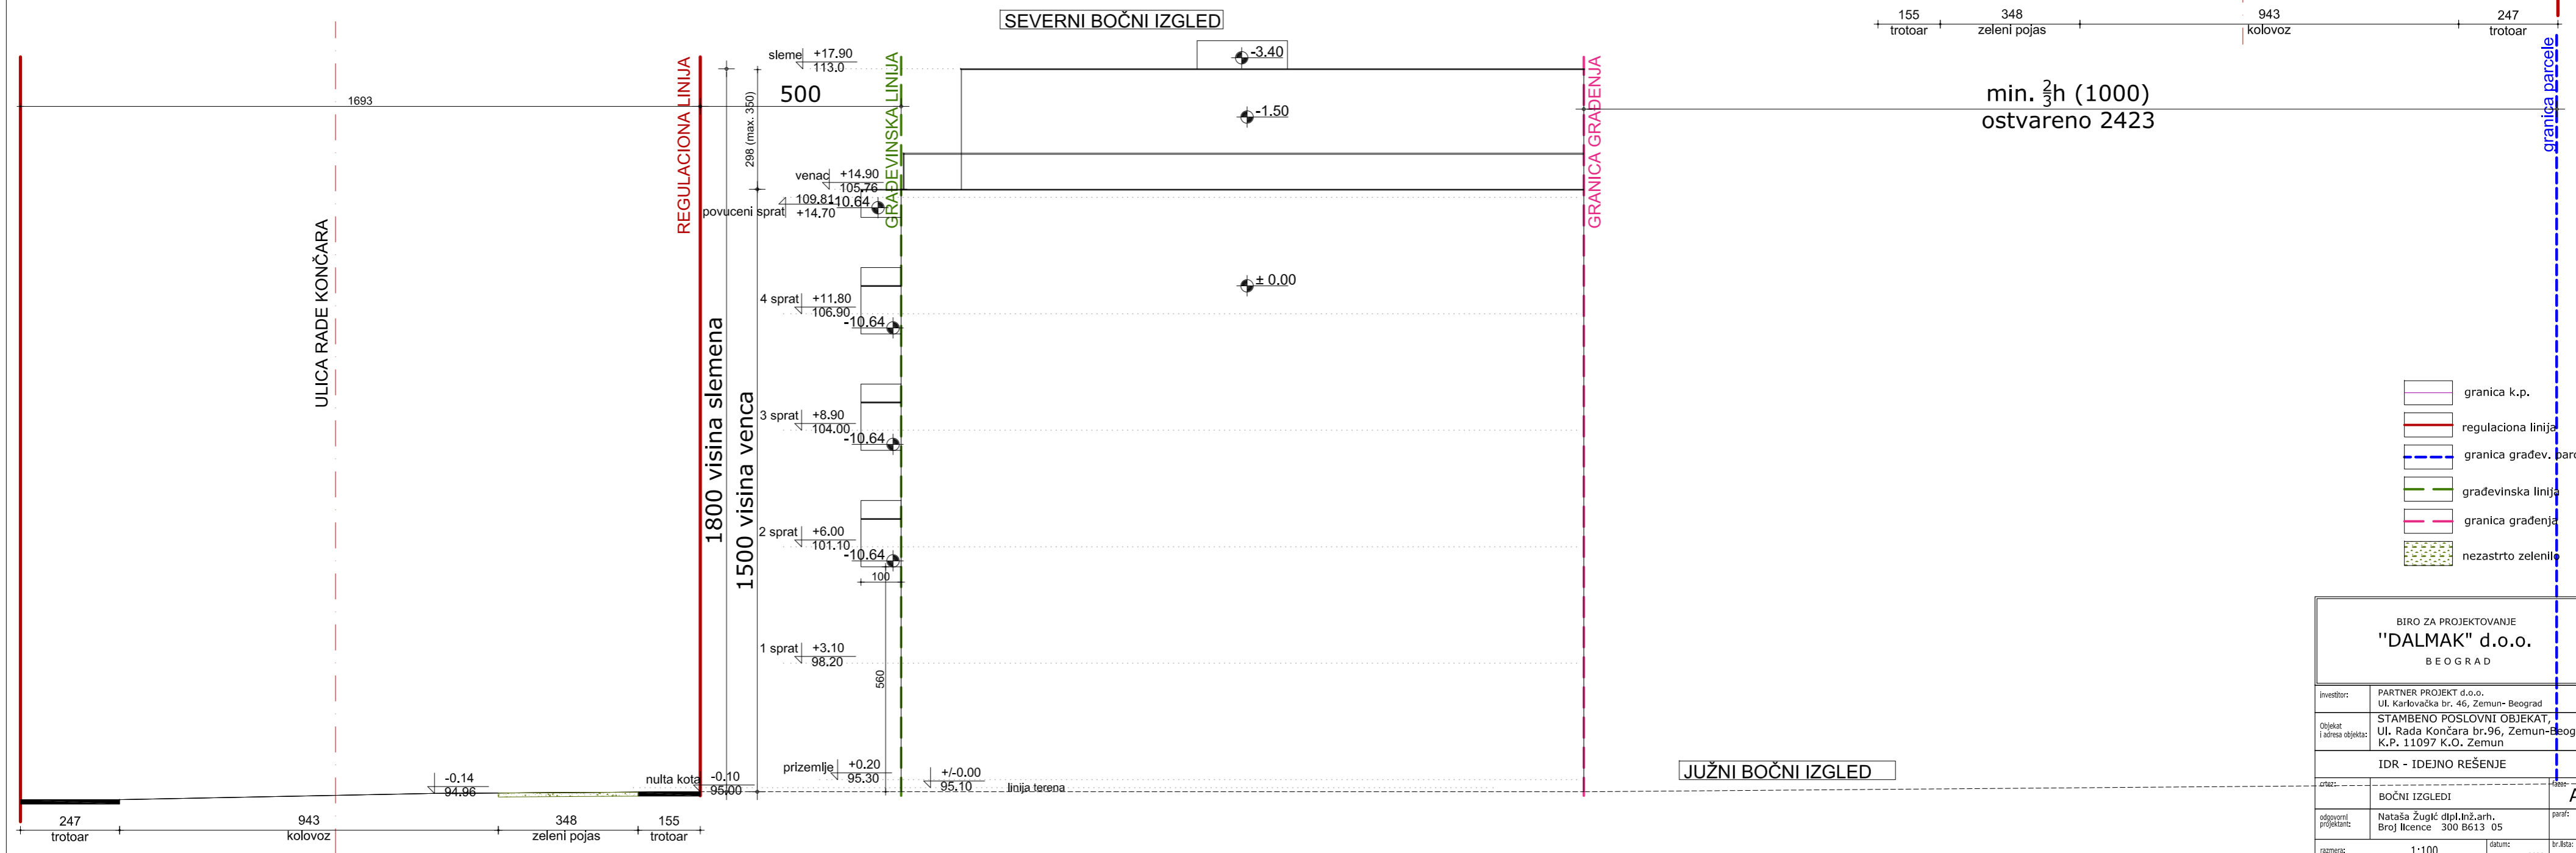 SEVERNI BOČNI IZGLED
155 348 943 247
trotoar zeleni pojas kolovoz trotoar
sleme +17.90
113.0
-3.40
1693
500
298 (max. 350)
REGULACIONA LINIJA
GRAĐEVINSKA LINIJA
GRANICA GRAĐENJA
granica parcele
-1.50
min. ⅔h (1000)
ostvareno 2423
venac +14.90
105.76
109.81
-10.64
povuceni sprat +14.70
ULICA RADE KONČARA
± 0.00
4 sprat +11.80
106.90
-10.64
1800 visina slemena
1500 visina venca
3 sprat +8.90
104.00
-10.64
2 sprat +6.00
101.10
-10.64
100
1 sprat +3.10
98.20
560
prizemlje +0.20
95.30
+/-0.00
95.10
linija terena
nulta kota -0.10
95.00
-0.14
94.96
247 943 348 155
trotoar kolovoz zeleni pojas trotoar
JUŽNI BOČNI IZGLED
granica k.p.
regulaciona linija
granica građev. parc
građevinska linija
granica građenja
nezastrto zelenilo
BIRO ZA PROJEKTOVANJE
"DALMAK" d.o.o.
BEOGRAD
investitor: PARTNER PROJEKT d.o.o.
Ul. Karlovačka br. 46, Zemun- Beograd
Objekat i adresa objekta: STAMBENO POSLOVNI OBJEKAT,
Ul. Rada Končara br.96, Zemun-Beog
K.P. 11097 K.O. Zemun
IDR - IDEJNO REŠENJE
crtez: BOČNI IZGLEDI
odgovorni projektant: Nataša Žugić dipl.inž.arh.
Broj licence 300 B613 05
paraf:
razmera: 1:100
datum:
br.lista: